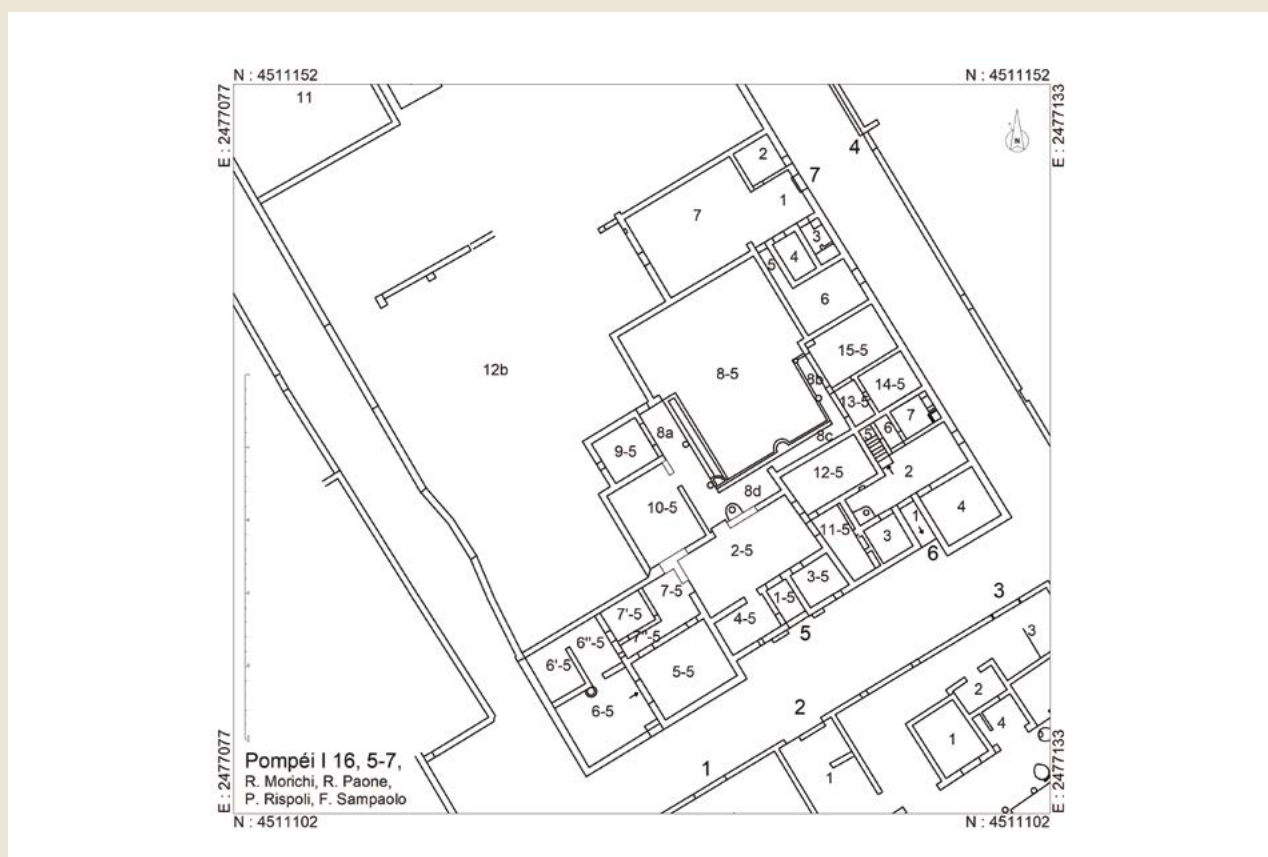 N : 4511152
N : 4511152
E : 2477077
E : 2477133
11
4
2
7
1
7
3
5
4
6
15-5
12b
8-5
8b
14-5
13-5
7
8a
8c
5
6
9-5
12-5
2
8d
10-5
4
1
11-5
2-5
3
6
3-5
7-5
1-5
3
7'-5
4-5
5
7"-5
6"-5
3
6'-5
5-5
2
6-5
2
4
1
1
1
N
Pompéi I 16, 5-7,
R. Morichi, R. Paone,
P. Rispoli, F. Sampaolo
E : 2477077
E : 2477133
N : 4511102
N : 4511102